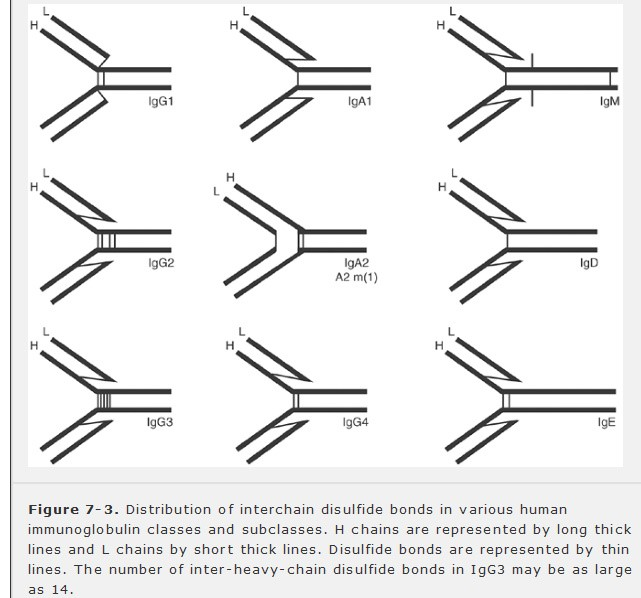 L
H
IgG1
L
H
IgA1
L
H
IgM
L
H
IgG2
H
L
IgA2
A2 m(1)
L
H
IgD
L
H
IgG3
L
H
IgG4
L
H
IgE
Figure 7-3. Distribution of interchain disulfide bonds in various human
immunoglobulin classes and subclasses. H chains are represented by long thick
lines and L chains by short thick lines. Disulfide bonds are represented by thin
lines. The number of inter-heavy-chain disulfide bonds in IgG3 may be as large
as 14.